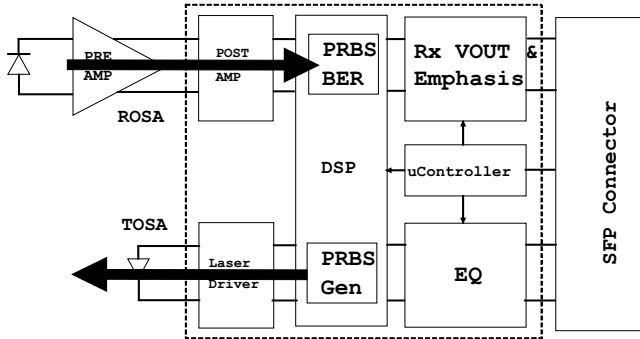 PRE
AMP
POST
AMP
PRBS
BER
Rx VOUT &
Emphasis
ROSA
DSP
uController
SFP Connector
TOSA
Laser
Driver
PRBS
Gen
EQ